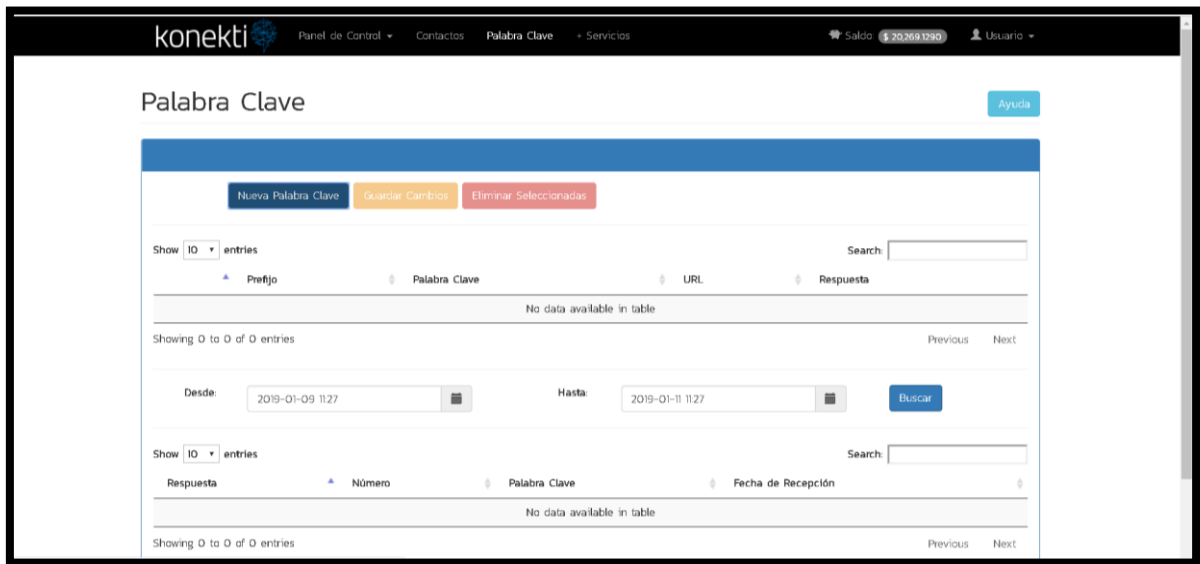 konekti Panel de Control Contactos Palabra Clave + Servicios Saldo: $ 20,269.1290 Usuario
Palabra Clave Ayuda
Nueva Palabra Clave Guardar Cambios Eliminar Seleccionadas
Show 10 entries Search:
Prefijo Palabra Clave URL Respuesta
No data available in table
Showing 0 to 0 of 0 entries Previous Next
Desde: 2019-01-09 11:27 Hasta: 2019-01-11 11:27 Buscar
Show 10 entries Search:
Respuesta Número Palabra Clave Fecha de Recepción
No data available in table
Showing 0 to 0 of 0 entries Previous Next